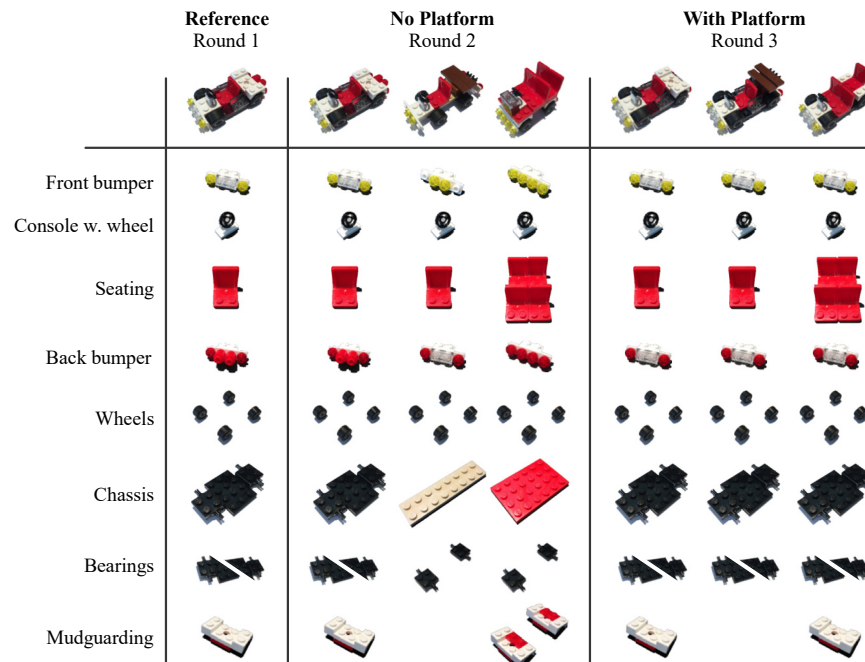 Reference
Round 1
No Platform
Round 2
With Platform
Round 3
Front bumper
Console w. wheel
Seating
Back bumper
Wheels
Chassis
Bearings
Mudguarding